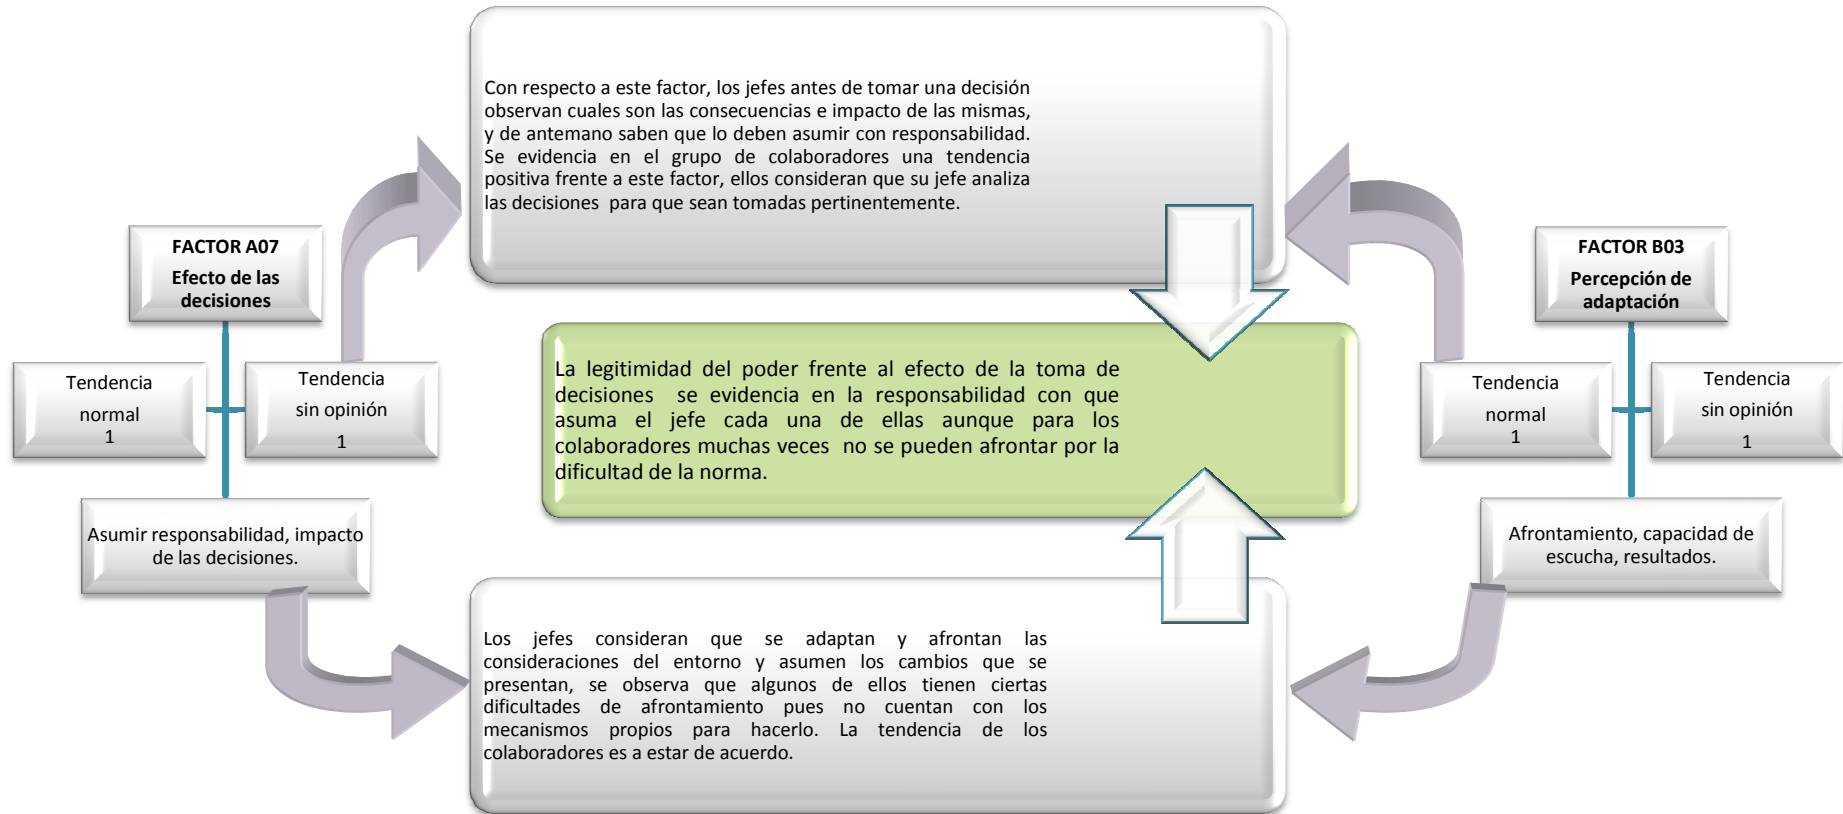 Con respecto a este factor, los jefes antes de tomar una decisión
observan cuales son las consecuencias e impacto de las mismas,
y de antemano saben que lo deben asumir con responsabilidad.
Se evidencia en el grupo de colaboradores una tendencia
positiva frente a este factor, ellos consideran que su jefe analiza
las decisiones para que sean tomadas pertinentemente.
FACTOR A07
Efecto de las
decisiones
Tendencia
normal
1
Tendencia
sin opinión
1
Asumir responsabilidad, impacto
de las decisiones.
La legitimidad del poder frente al efecto de la toma de
decisiones se evidencia en la responsabilidad con que
asuma el jefe cada una de ellas aunque para los
colaboradores muchas veces no se pueden afrontar por la
dificultad de la norma.
FACTOR B03
Percepción de
adaptación
Tendencia
normal
1
Tendencia
sin opinión
1
Afrontamiento, capacidad de
escucha, resultados.
Los jefes consideran que se adaptan y afrontan las
consideraciones del entorno y asumen los cambios que se
presentan, se observa que algunos de ellos tienen ciertas
dificultades de afrontamiento pues no cuentan con los
mecanismos propios para hacerlo. La tendencia de los
colaboradores es a estar de acuerdo.